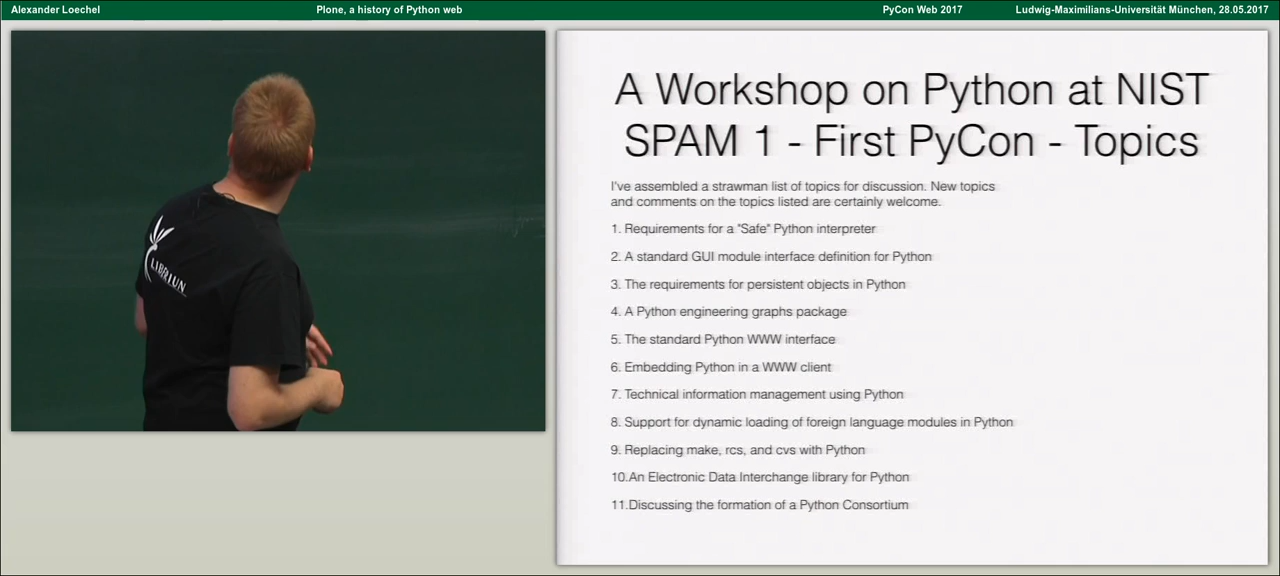 Alexander Loechel
Plone, a history of Python web
PyCon Web 2017
Ludwig-Maximilians-Universität München, 28.05.2017
LIBRIUN
A Workshop on Python at NIST
SPAM 1 - First PyCon - Topics
I've assembled a strawman list of topics for discussion. New topics
and comments on the topics listed are certainly welcome.
1. Requirements for a "Safe" Python interpreter
2. A standard GUI module interface definition for Python
3. The requirements for persistent objects in Python
4. A Python engineering graphs package
5. The standard Python WWW interface
6. Embedding Python in a WWW client
7. Technical information management using Python
8. Support for dynamic loading of foreign language modules in Python
9. Replacing make, rcs, and cvs with Python
10.An Electronic Data Interchange library for Python
11.Discussing the formation of a Python Consortium